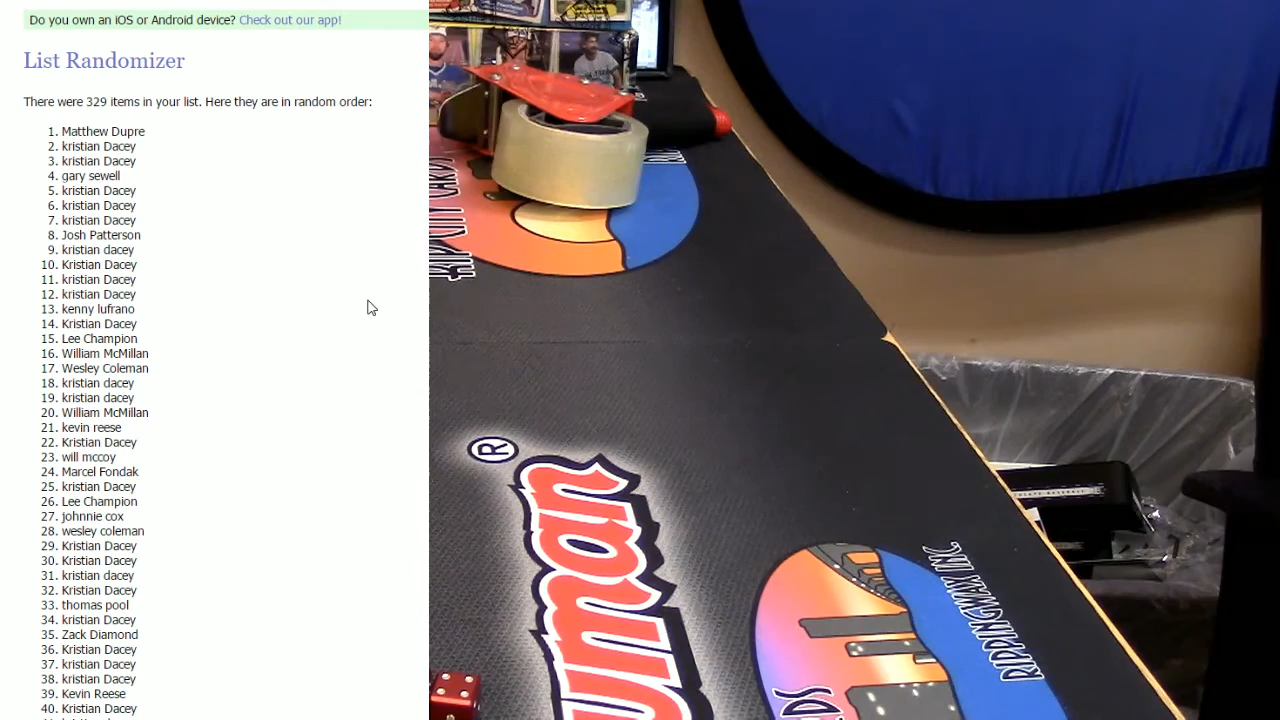 Do you own an iOS or Android device? Check out our app!
List Randomizer
There were 329 items in your list. Here they are in random order:
1. Matthew Dupre
2. kristian Dacey
3. kristian Dacey
4. gary sewell
5. kristian Dacey
6. kristian Dacey
7. kristian Dacey
8. Josh Patterson
9. kristian dacey
10. Kristian Dacey
11. kristian Dacey
12. kristian Dacey
13. kenny lufrano
14. Kristian Dacey
15. Lee Champion
16. William McMillan
17. Wesley Coleman
18. kristian dacey
19. kristian dacey
20. William McMillan
21. kevin reese
22. Kristian Dacey
23. will mccoy
24. Marcel Fondak
25. kristian Dacey
26. Lee Champion
27. johnnie cox
28. wesley coleman
29. Kristian Dacey
30. Kristian Dacey
31. kristian dacey
32. Kristian Dacey
33. thomas pool
34. kristian Dacey
35. Zack Diamond
36. Kristian Dacey
37. kristian Dacey
38. kristian Dacey
39. Kevin Reese
40. Kristian Dacey
RIP CITY CARDS
uman
®
RIPPINGWAX INC.